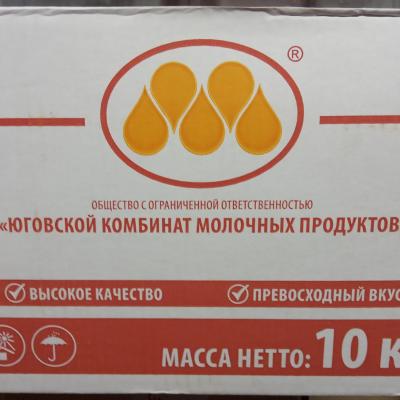 ®
ОБЩЕСТВО С ОГРАНИЧЕННОЙ ОТВЕТСТВЕННОСТЬЮ
«ЮГОВСКОЙ КОМБИНАТ МОЛОЧНЫХ ПРОДУКТОВ
ВЫСОКОЕ КАЧЕСТВО ПРЕВОСХОДНЫЙ ВКУС
МАССА НЕТТО: 10 к